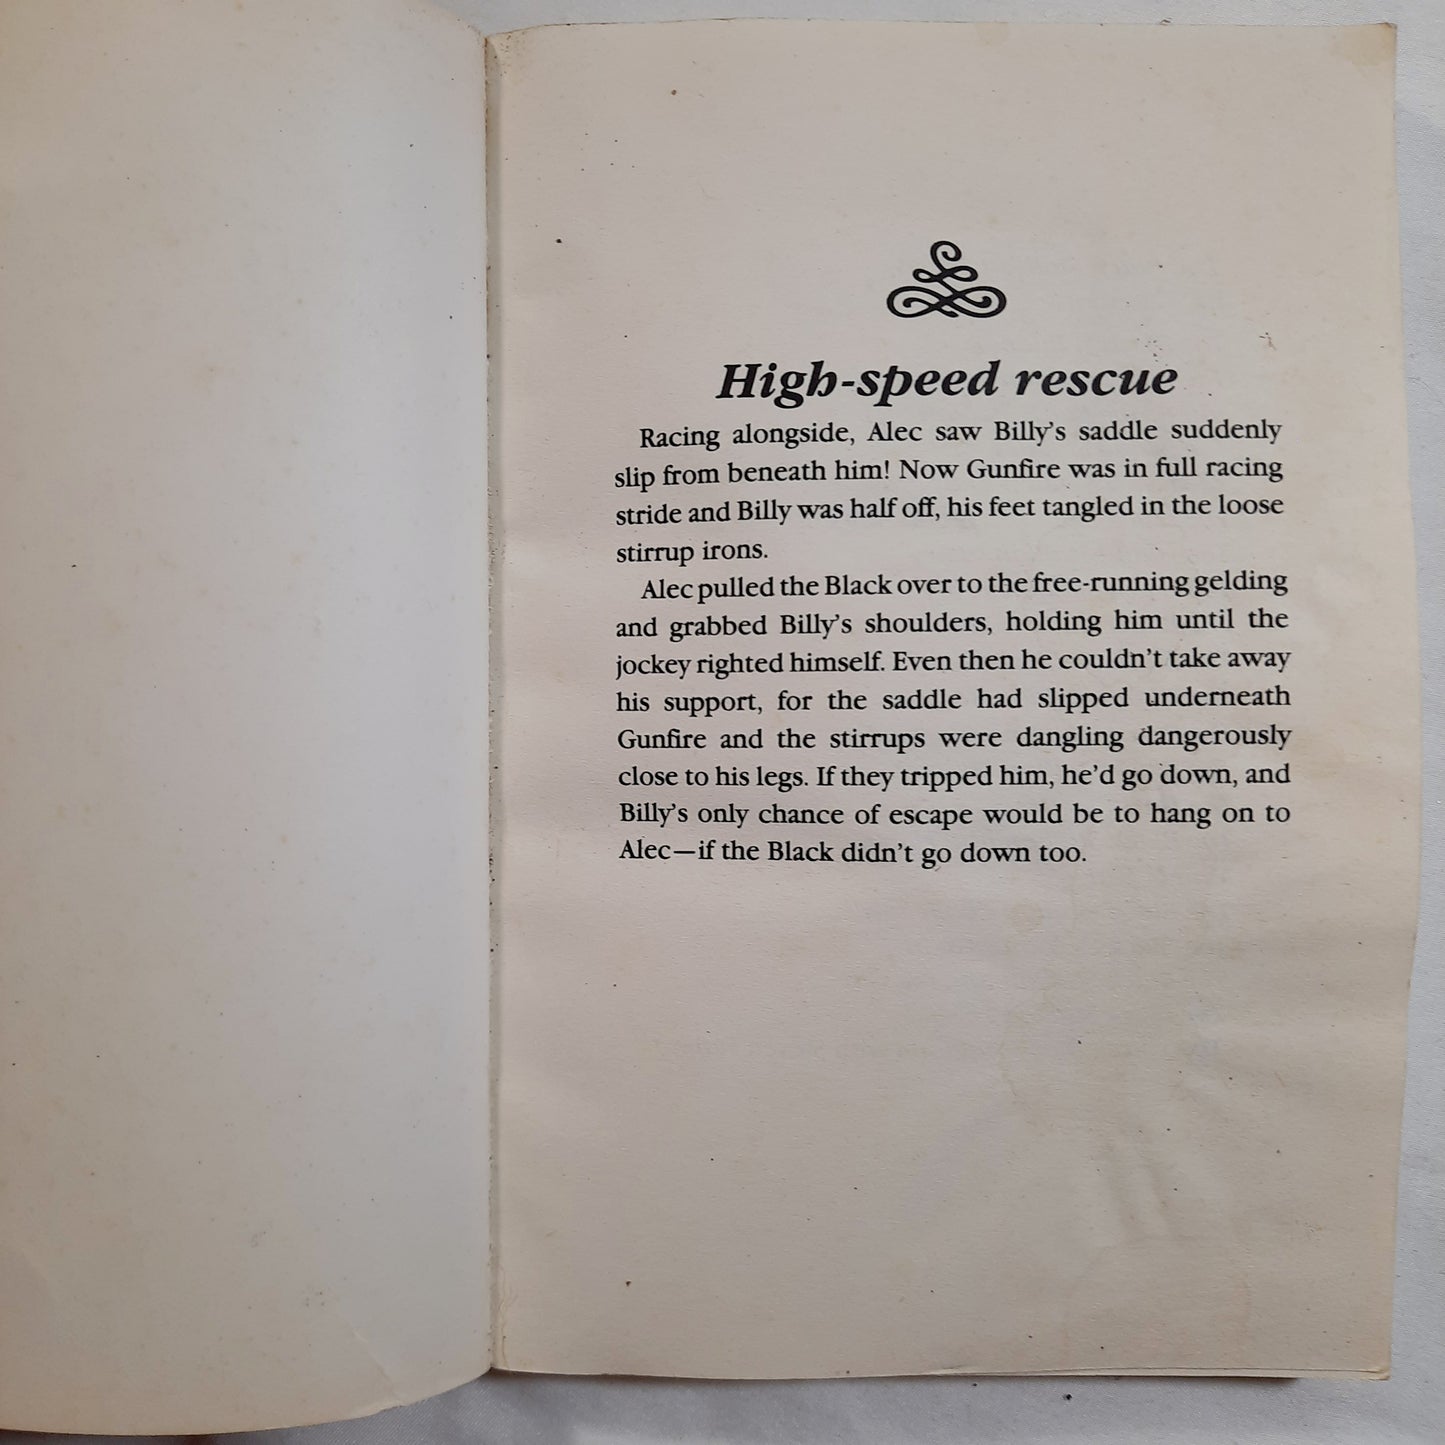 High-speed rescue
Racing alongside, Alec saw Billy's saddle suddenly
slip from beneath him! Now Gunfire was in full racing
stride and Billy was half off, his feet tangled in the loose
stirrup irons.
Alec pulled the Black over to the free-running gelding
and grabbed Billy's shoulders, holding him until the
jockey righted himself. Even then he couldn't take away
his support, for the saddle had slipped underneath
Gunfire and the stirrups were dangling dangerously
close to his legs. If they tripped him, he'd go down, and
Billy's only chance of escape would be to hang on to
Alec—if the Black didn't go down too.